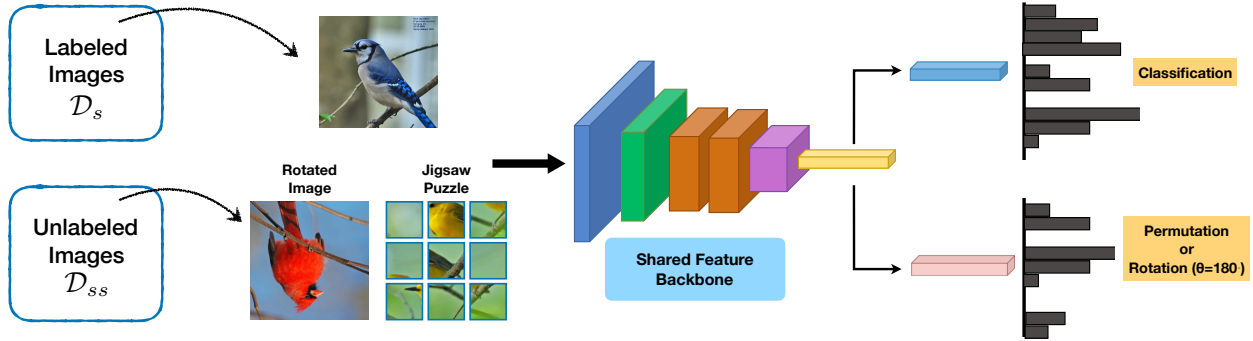 Labeled
Images
𝒟ₛ
Unlabeled
Images
𝒟ₛₛ
Rotated
Image
Jigsaw
Puzzle
Shared Feature
Backbone
Classification
Permutation
or
Rotation (θ=180·)